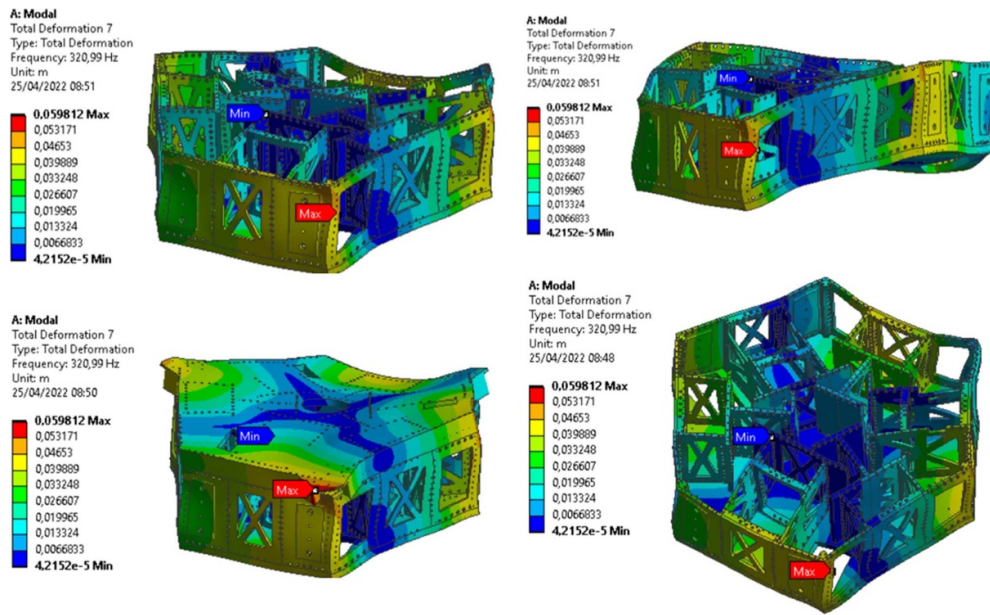 A: Modal
Total Deformation 7
Type: Total Deformation
Frequency: 320,99 Hz
Unit: m
25/04/2022 08:51
0,059812 Max
0,053171
0,04653
0,039889
0,033248
0,026607
0,019965
0,013324
0,0066833
4,2152e-5 Min
Min
Max
A: Modal
Total Deformation 7
Type: Total Deformation
Frequency: 320,99 Hz
Unit: m
25/04/2022 08:51
0,059812 Max
0,053171
0,04653
0,039889
0,033248
0,026607
0,019965
0,013324
0,0066833
4,2152e-5 Min
Min
Max
A: Modal
Total Deformation 7
Type: Total Deformation
Frequency: 320,99 Hz
Unit: m
25/04/2022 08:50
0,059812 Max
0,053171
0,04653
0,039889
0,033248
0,026607
0,019965
0,013324
0,0066833
4,2152e-5 Min
Min
Max
A: Modal
Total Deformation 7
Type: Total Deformation
Frequency: 320,99 Hz
Unit: m
25/04/2022 08:48
0,059812 Max
0,053171
0,04653
0,039889
0,033248
0,026607
0,019965
0,013324
0,0066833
4,2152e-5 Min
Min
Max